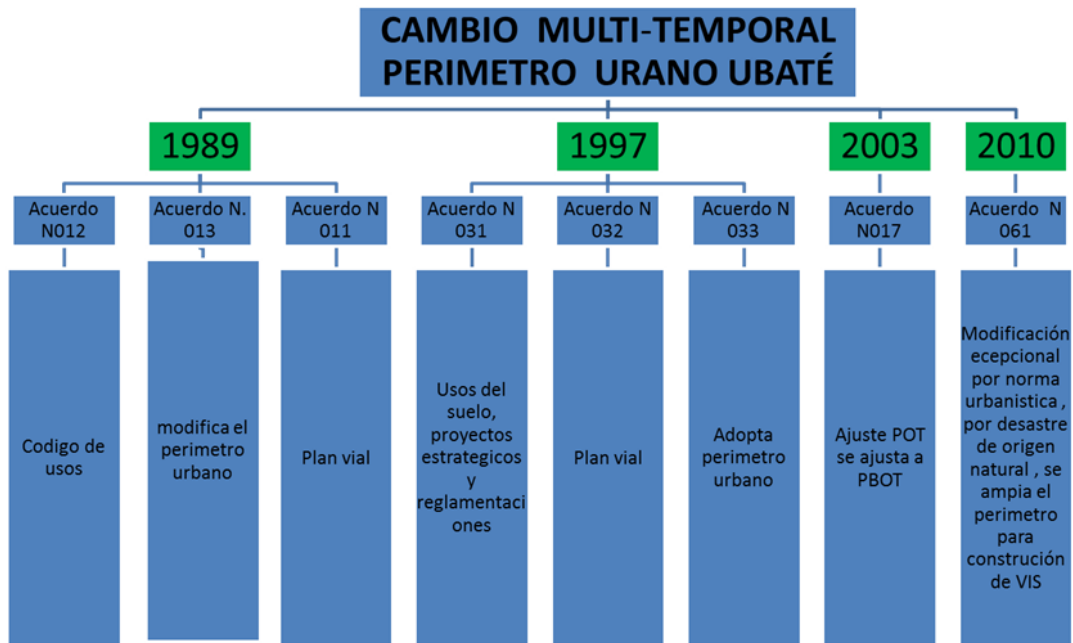 CAMBIO MULTI-TEMPORAL
PERIMETRO URANO UBATÉ
1989
1997
2003
2010
Acuerdo
N012
Acuerdo N.
013
Acuerdo N
011
Acuerdo N
031
Acuerdo N
032
Acuerdo N
033
Acuerdo
N017
Acuerdo N
061
Codigo de
usos
modifica el
perimetro
urbano
Plan vial
Usos del
suelo,
proyectos
estrategicos
y
reglamentaci
ones
Plan vial
Adopta
perimetro
urbano
Ajuste POT
se ajusta a
PBOT
Modificación
ecepcional
por norma
urbanistica ,
por desastre
de origen
natural , se
ampia el
perimetro
para
construción
de VIS